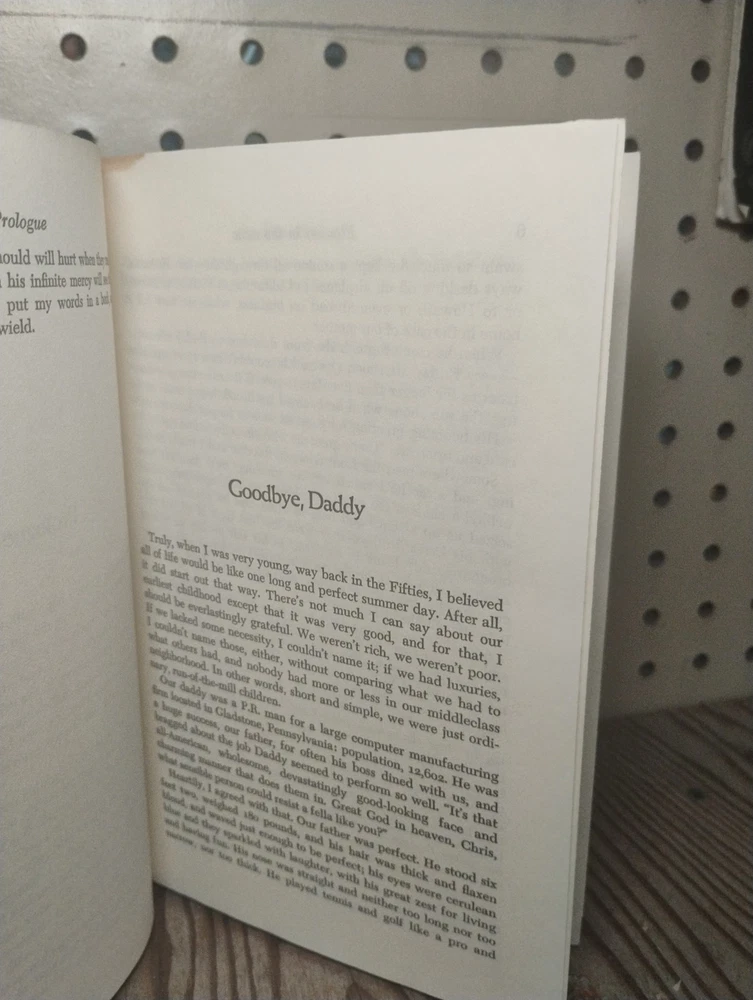 Prologue
ould will hurt when they
his infinite mercy will
put my words in a
wield.
6
Goodbye, Daddy
Truly, when I was very young, way back in the Fifties, I believed
all of life would be like one long and perfect summer day. After all,
it did start out that way. There's not much I can say about our
earliest childhood except that it was very good, and for that, I
should be everlastingly grateful. We weren't rich, we weren't poor.
If we lacked some necessity, I couldn't name it; if we had luxuries,
I couldn't name those, either, without comparing what we had to
what others had, and nobody had more or less in our middleclass
neighborhood. In other words, short and simple, we were just ordi-
nary, run-of-the-mill children.
Our daddy was a P.R. man for a large computer manufacturing
firm located in Gladstone, Pennsylvania; population, 12,602. He was
a huge success, our father, for often his boss dined with us, and
bragged about the job Daddy seemed to perform so well. "It's that
all-American, wholesome, devastatingly good-looking face and
charming manner that does them in. Great God in heaven, Chris,
what sensible person could resist a fella like you?"
Heartily, I agreed with that. Our father was perfect. He stood six
feet two, weighed 180 pounds, and his hair was thick and flaxen
blond, and waved just enough to be perfect; his eyes were cerulean
blue and they sparkled with laughter, with his great zest for living
and having fun. His nose was straight and neither too long nor too
narrow, nor too thick. He played tennis and golf like a pro and